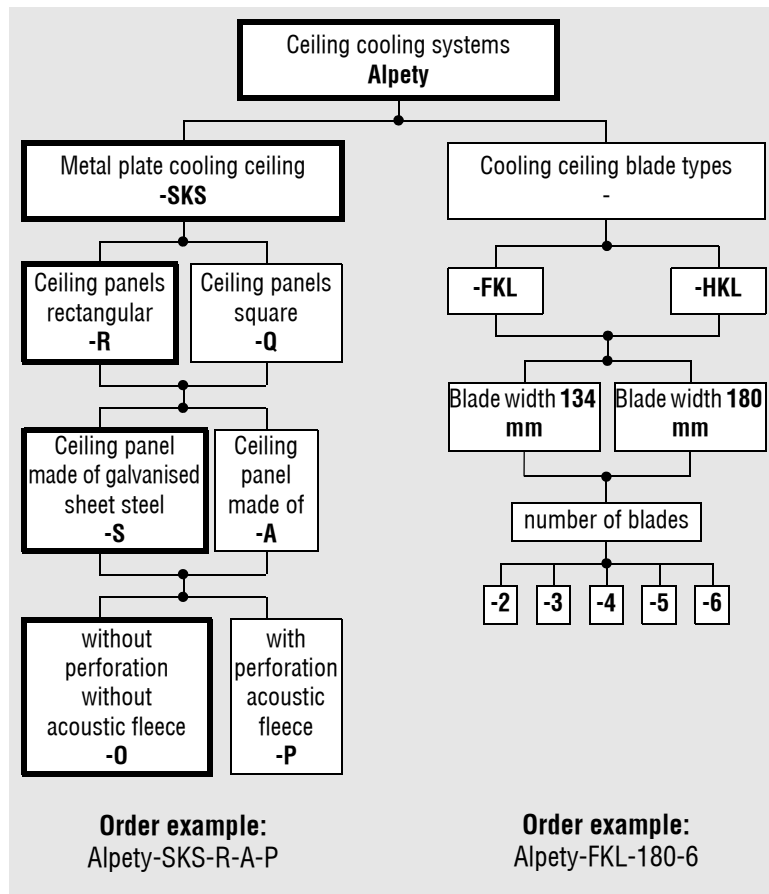 Ceiling cooling systems
Alpety
Metal plate cooling ceiling
-SKS
Cooling ceiling blade types
-
Ceiling panels
rectangular
-R
Ceiling panels
square
-Q
-FKL
-HKL
Blade width 134
mm
Blade width 180
mm
Ceiling panel
made of galvanised
sheet steel
-S
Ceiling
panel
made of
-A
number of blades
-2
-3
-4
-5
-6
without
perforation
without
acoustic fleece
-O
with
perforation
acoustic
fleece
-P
Order example:
Alpety-SKS-R-A-P
Order example:
Alpety-FKL-180-6